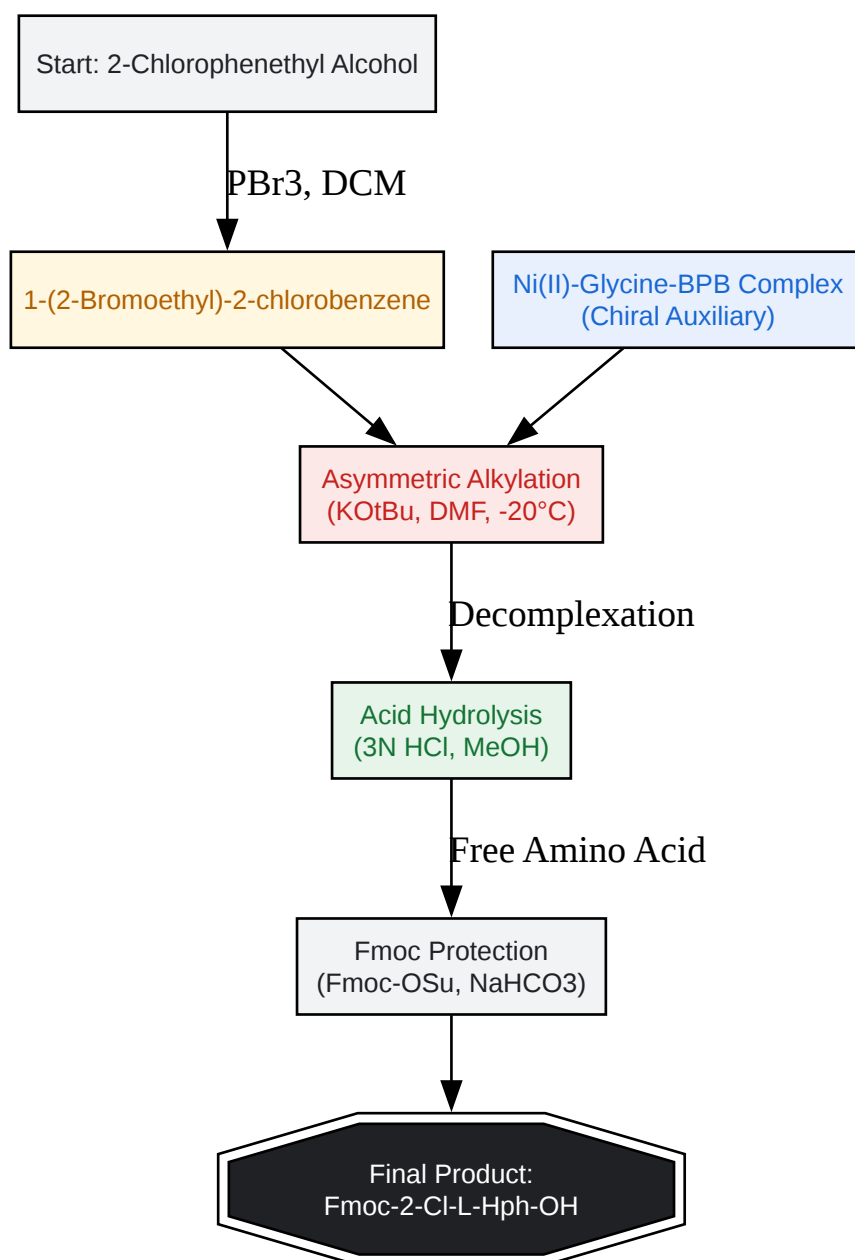 Start: 2-Chlorophenethyl Alcohol
PBr3, DCM
1-(2-Bromoethyl)-2-chlorobenzene
Ni(II)-Glycine-BPB Complex
(Chiral Auxiliary)
Asymmetric Alkylation
(KOtBu, DMF, -20°C)
Decomplexation
Acid Hydrolysis
(3N HCl, MeOH)
Free Amino Acid
Fmoc Protection
(Fmoc-OSu, NaHCO3)
Final Product:
Fmoc-2-Cl-L-Hph-OH